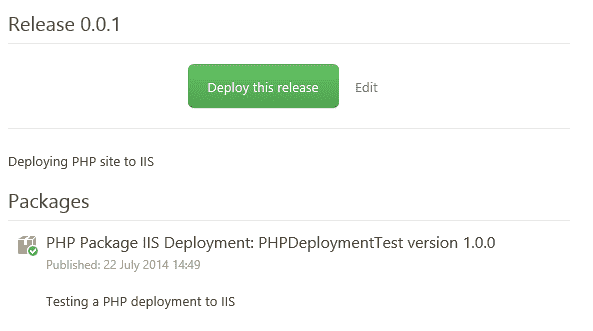 Release 0.0.1
Deploy this release
Edit
Deploying PHP site to IIS
Packages
PHP Package IIS Deployment: PHPDeploymentTest version 1.0.0
Published: 22 July 2014 14:49
Testing a PHP deployment to IIS